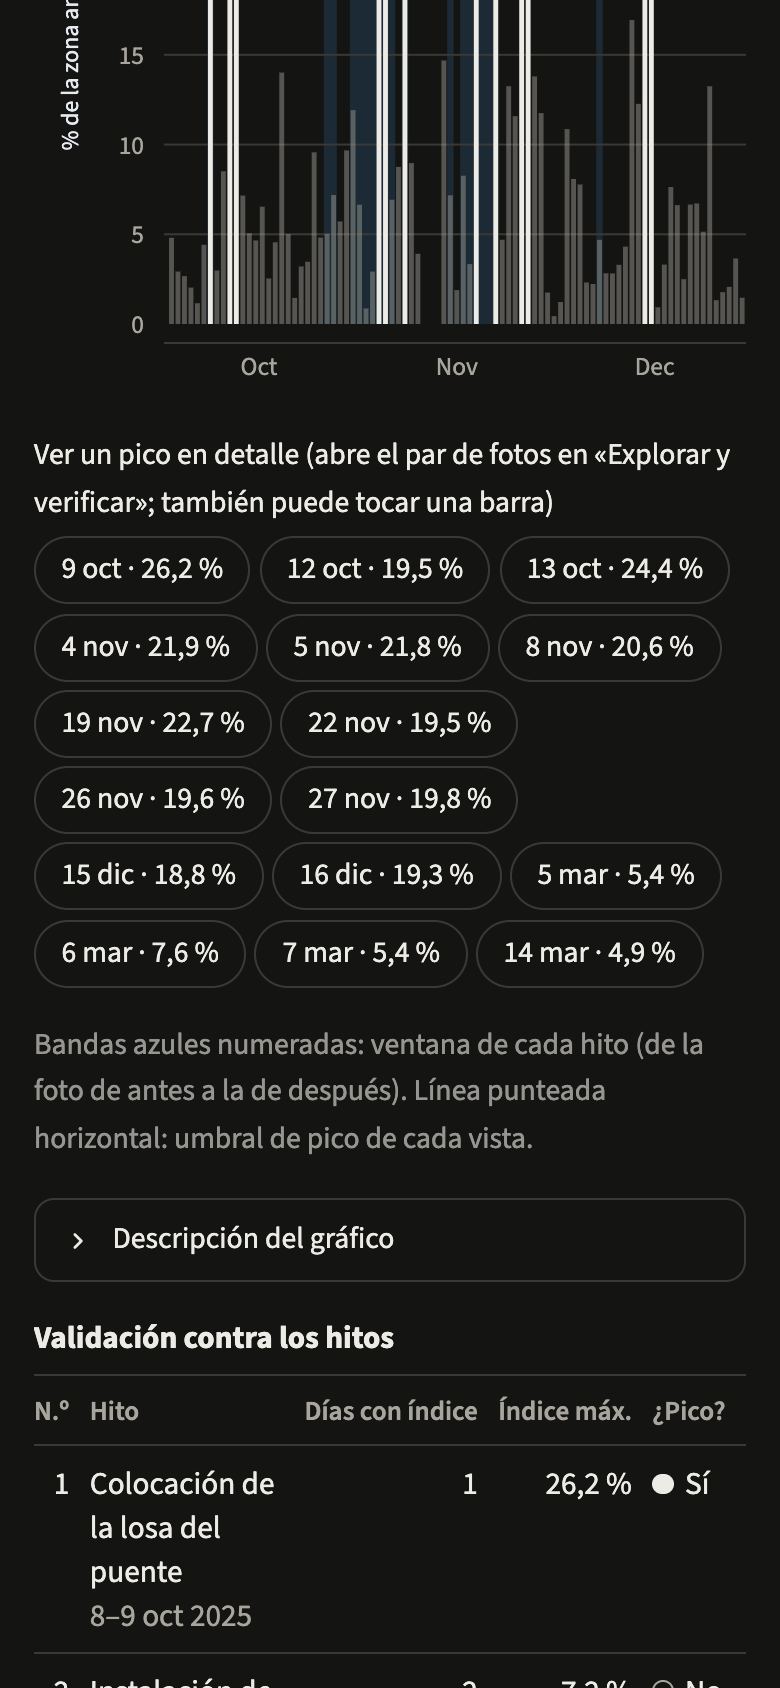 % de la zona
15
10
5
0
Oct Nov Dec
Ver un pico en detalle (abre el par de fotos en «Explorar y
verificar»; también puede tocar una barra)
9 oct · 26,2 % 12 oct · 19,5 % 13 oct · 24,4 %
4 nov · 21,9 % 5 nov · 21,8 % 8 nov · 20,6 %
19 nov · 22,7 % 22 nov · 19,5 %
26 nov · 19,6 % 27 nov · 19,8 %
15 dic · 18,8 % 16 dic · 19,3 % 5 mar · 5,4 %
6 mar · 7,6 % 7 mar · 5,4 % 14 mar · 4,9 %
Bandas azules numeradas: ventana de cada hito (de la
foto de antes a la de después). Línea punteada
horizontal: umbral de pico de cada vista.
Descripción del gráfico
Validación contra los hitos
N.º Hito Días con índice Índice máx. ¿Pico?
1 Colocación de 1 26,2 % Sí
la losa del
puente
8–9 oct 2025